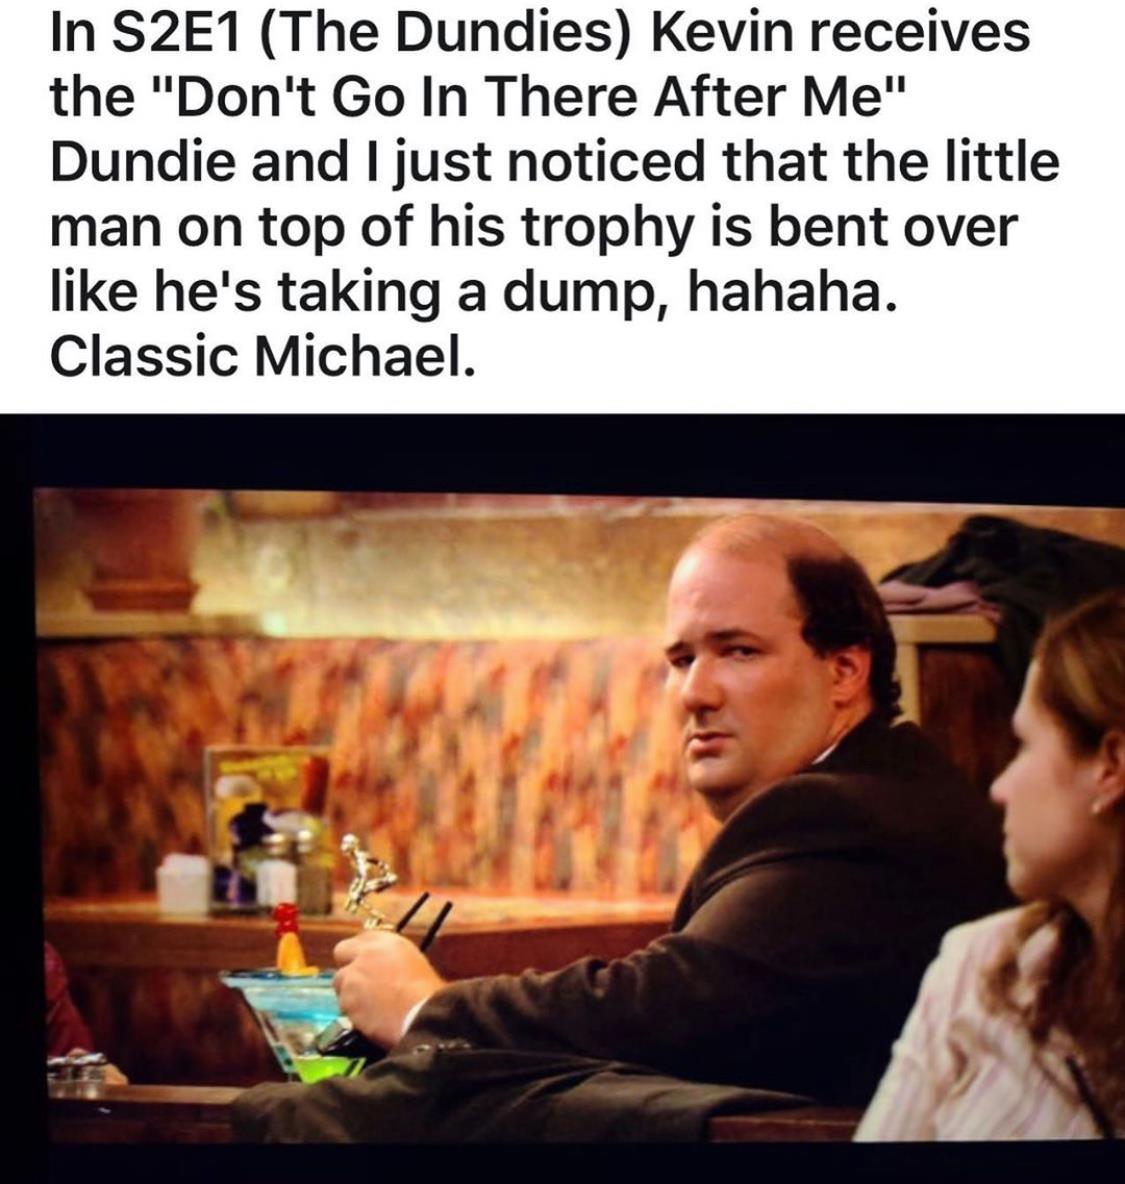 In S2E1 (The Dundies) Kevin receives
the "Don't Go In There After Me"
Dundie and I just noticed that the little
man on top of his trophy is bent over
like he's taking a dump, hahaha.
Classic Michael.